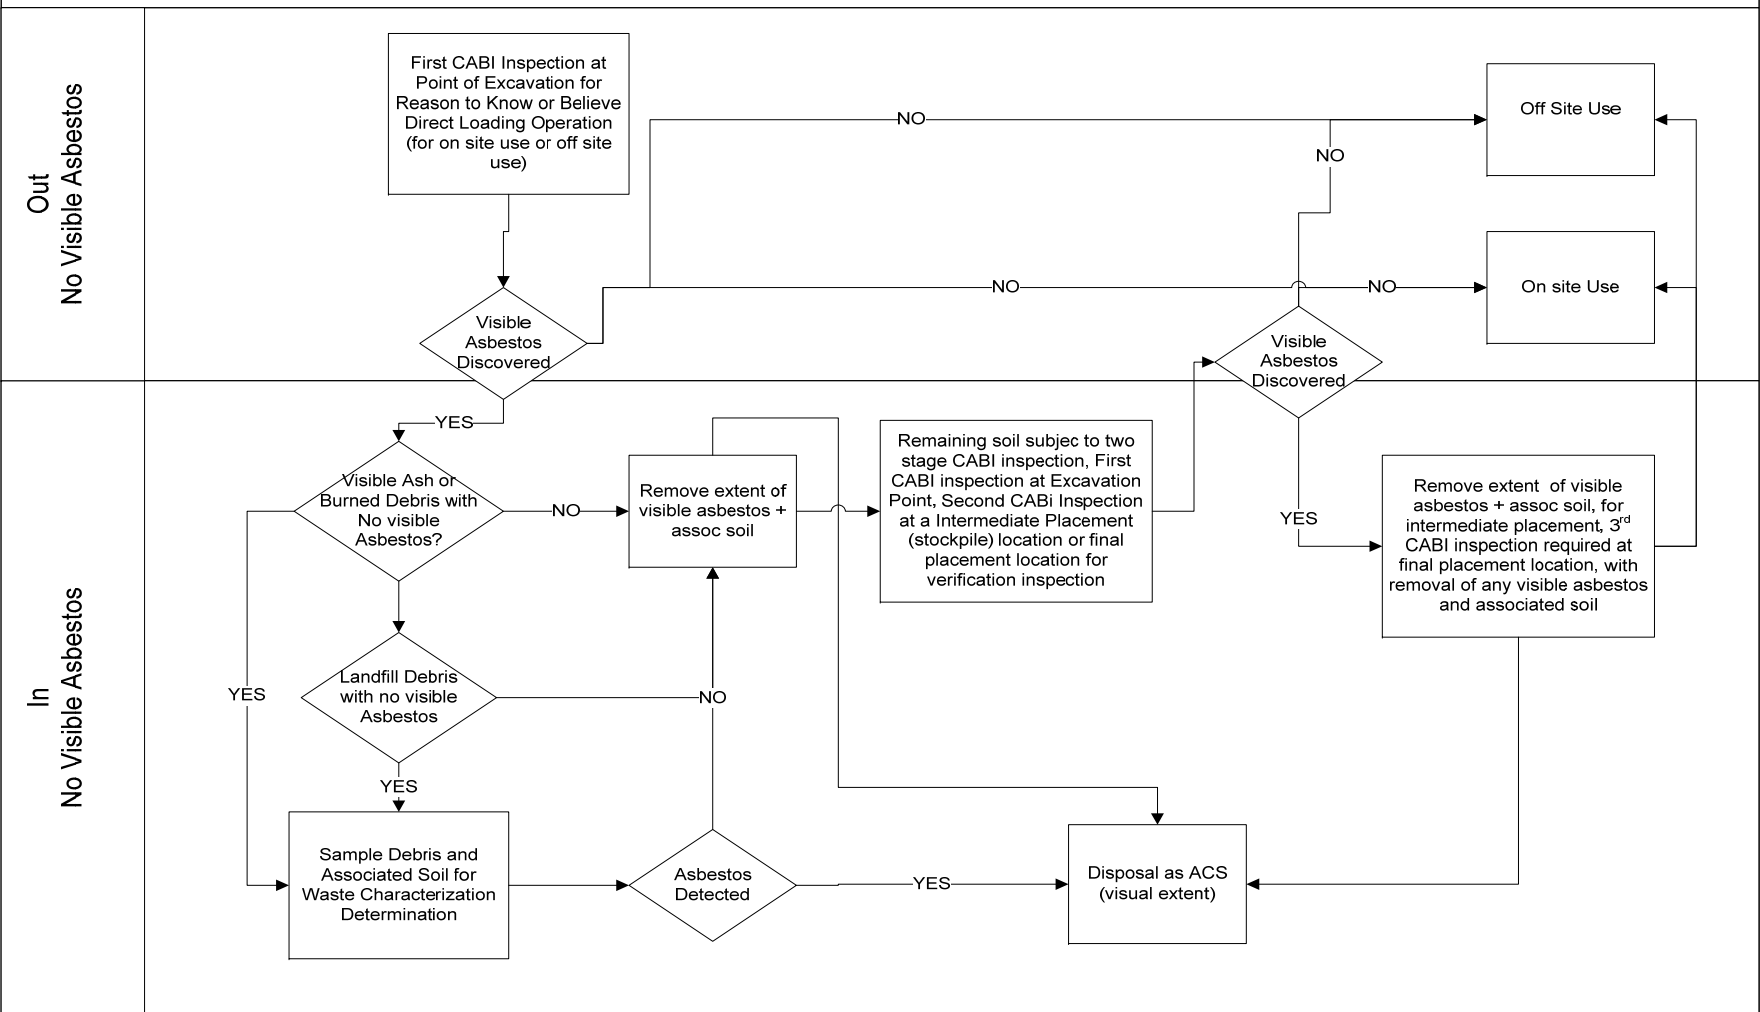 Out
No Visible Asbestos
First CABI Inspection at
Point of Excavation for
Reason to Know or Believe
Direct Loading Operation
(for on site use or off site
use)
NO
Off Site Use
NO
NO
NO
On site Use
Visible
Asbestos
Discovered
Visible
Asbestos
Discovered
In
No Visible Asbestos
YES
Visible Ash or
Burned Debris with
No visible
Asbestos?
NO
Remove extent of
visible asbestos +
assoc soil
Remaining soil subjec to two
stage CABI inspection, First
CABI inspection at Excavation
Point, Second CABi Inspection
at a Intermediate Placement
(stockpile) location or final
placement location for
verification inspection
YES
Remove extent of visible
asbestos + assoc soil, for
intermediate placement, 3rd
CABI inspection required at
final placement location, with
removal of any visible asbestos
and associated soil
YES
Landfill Debris
with no visible
Asbestos
NO
YES
Sample Debris and
Associated Soil for
Waste Characterization
Determination
Asbestos
Detected
YES
Disposal as ACS
(visual extent)